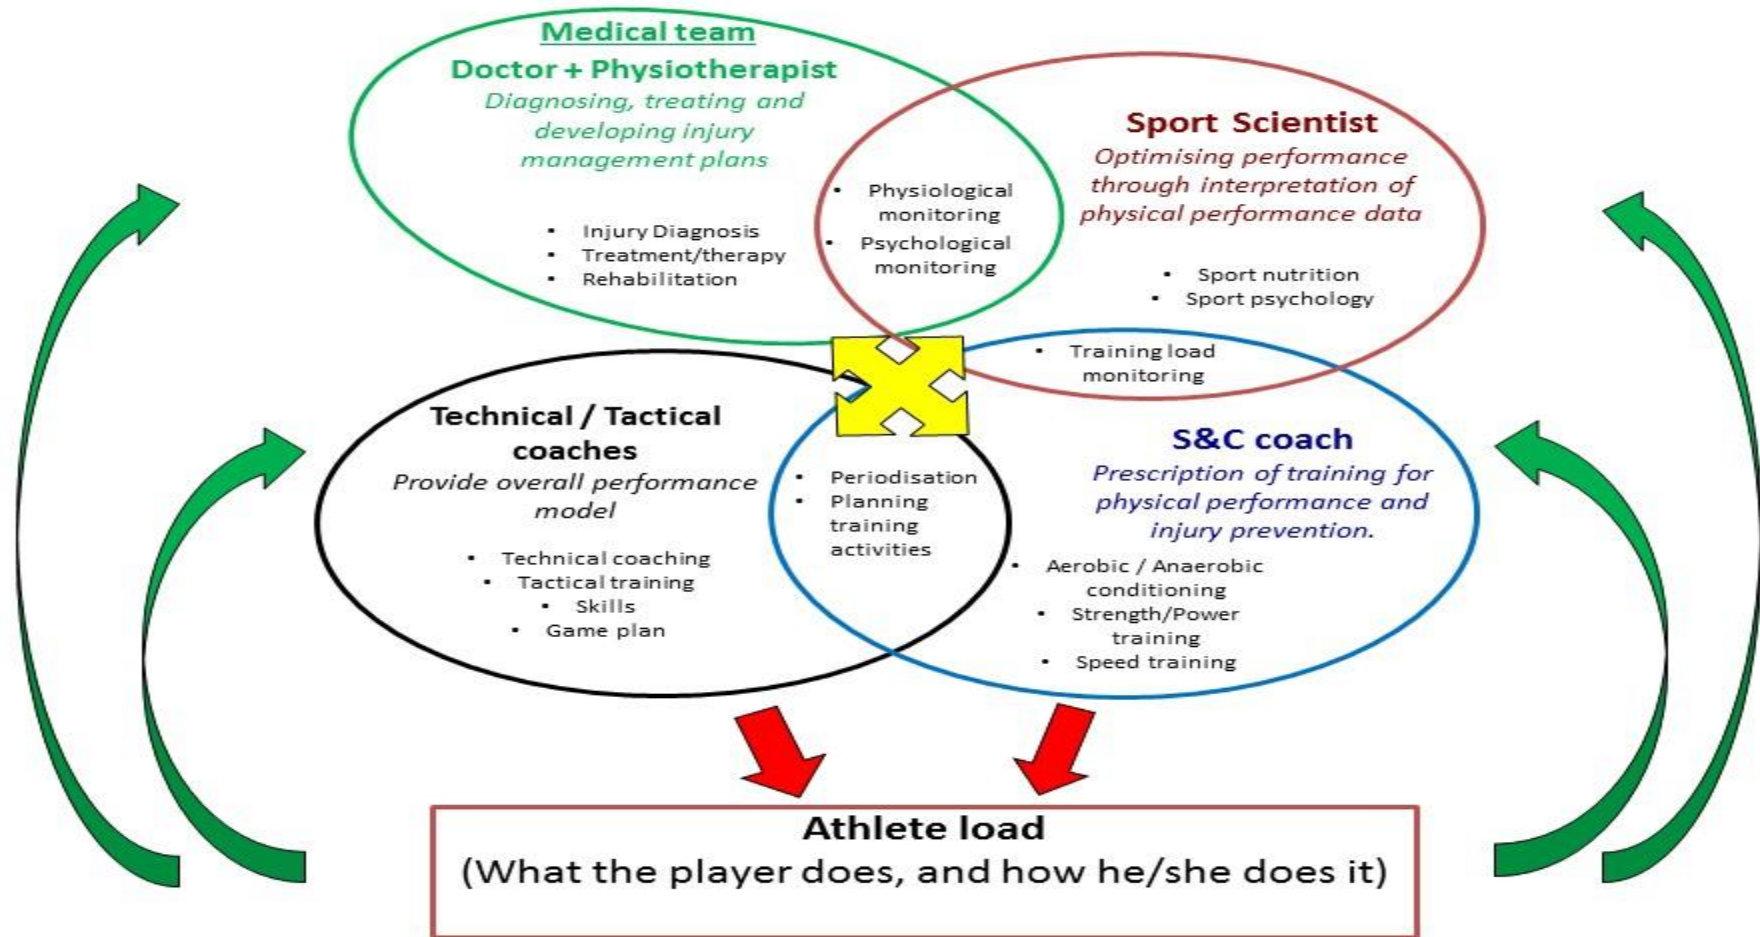 Medical team
Doctor + Physiotherapist
Diagnosing, treating and
developing injury
management plans
• Injury Diagnosis
• Treatment/therapy
• Rehabilitation
• Physiological
monitoring
• Psychological
monitoring
Sport Scientist
Optimising performance
through interpretation of
physical performance data
• Sport nutrition
• Sport psychology
• Training load
monitoring
Technical / Tactical
coaches
Provide overall performance
model
• Technical coaching
• Tactical training
• Skills
• Game plan
• Periodisation
• Planning
training
activities
S&C coach
Prescription of training for
physical performance and
injury prevention.
• Aerobic / Anaerobic
conditioning
• Strength/Power
training
• Speed training
Athlete load
(What the player does, and how he/she does it)